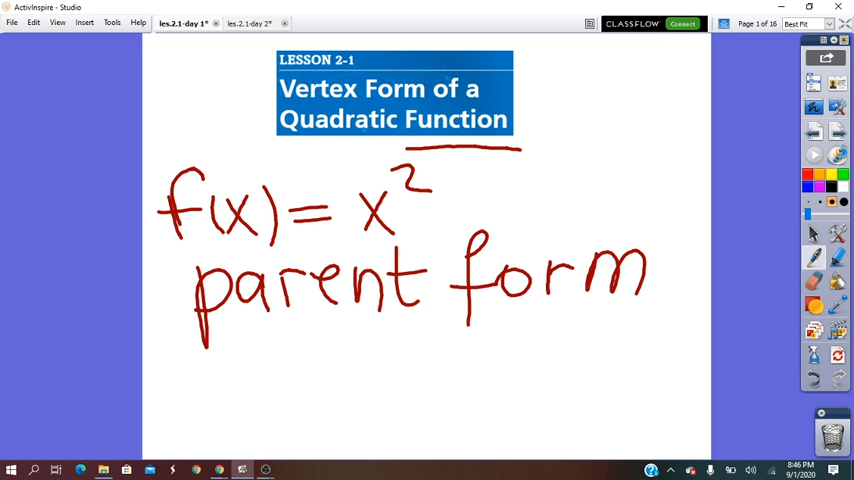 ActivInspire - Studio
File Edit View Insert Tools Help
les.2.1-day 1*
les.2.1-day 2*
CLASSFLOW Connect
Page 1 of 16
Best Fit
LESSON 2-1
Vertex Form of a
Quadratic Function
f(x) = x²
parent form
8:46 PM
9/1/2020